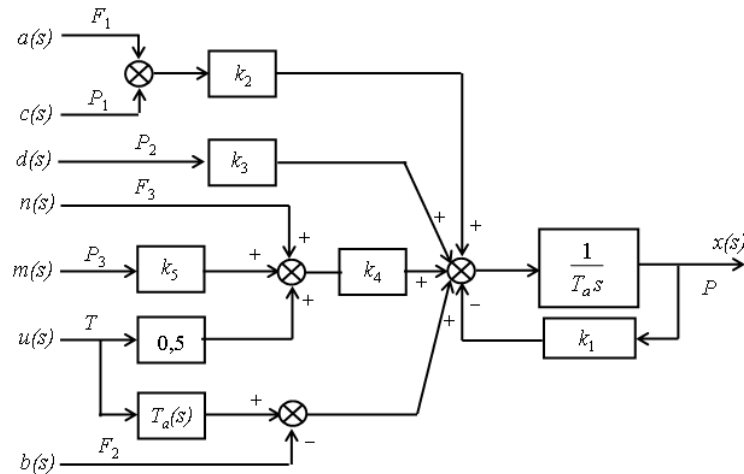 a(s) F₁
k₂
c(s) P₁
d(s) P₂ k₃
n(s) F₃
+ + +
+
m(s) P₃ k₅ + k₄ + 1 / Tₐs x(s)
P
+ + −
u(s) T 0,5 k₁
Tₐ(s) +
−
b(s) F₂